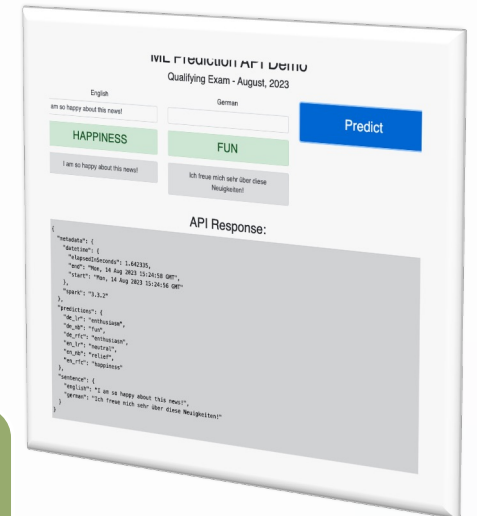 ML Prediction API Demo
Qualifying Exam - August, 2023
English
German
am so happy about this news!
Predict
HAPPINESS
FUN
I am so happy about this news!
Ich freue mich sehr über diese
Neuigkeiten!
API Response:
{
"metadata": {
"datetime": {
"elapsedInSeconds": 1.642335,
"end": "Mon, 14 Aug 2023 15:24:58 GMT",
"start": "Mon, 14 Aug 2023 15:24:56 GMT"
},
"spark": "3.3.2"
},
"predictions": {
"de_lr": "enthusiasm",
"de_nb": "fun",
"de_rfc": "enthusiasm",
"en_lr": "neutral",
"en_nb": "relief",
"en_rfc": "happiness"
},
"sentence": {
"english": "I am so happy about this news!",
"german": "Ich freue mich sehr über diese Neuigkeiten!"
}
}